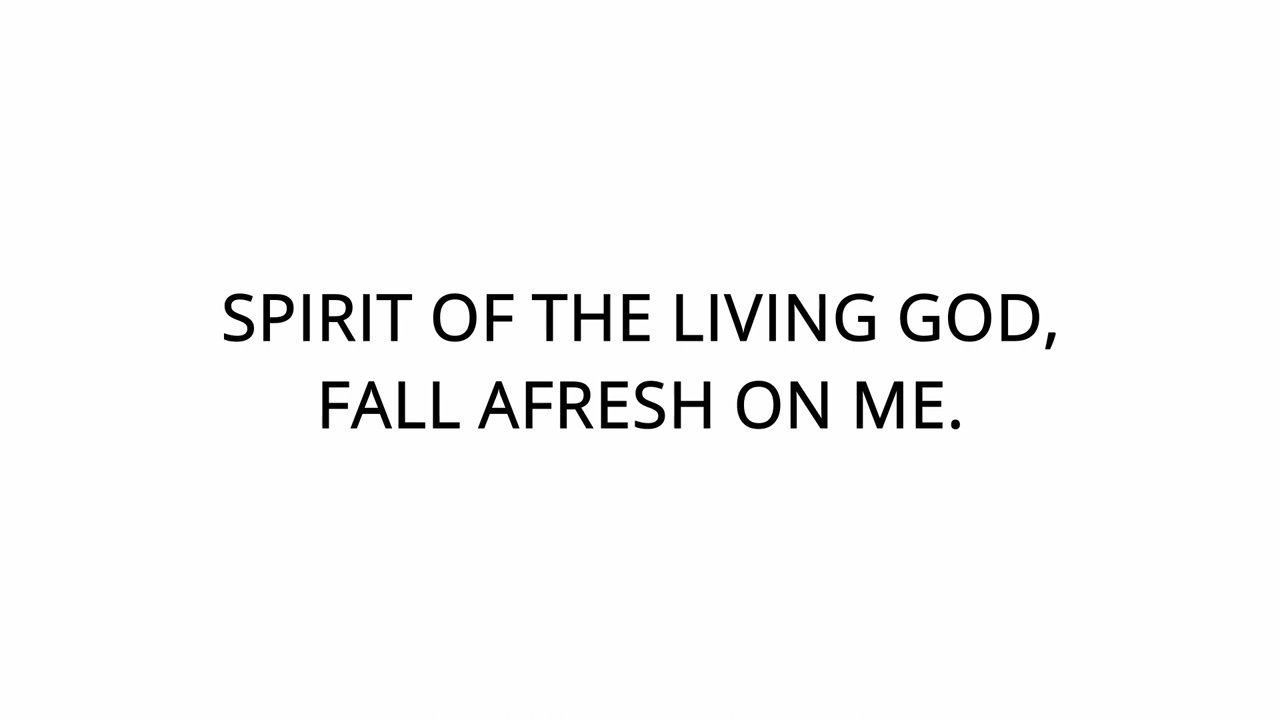 SPIRIT OF THE LIVING GOD,
FALL AFRESH ON ME.